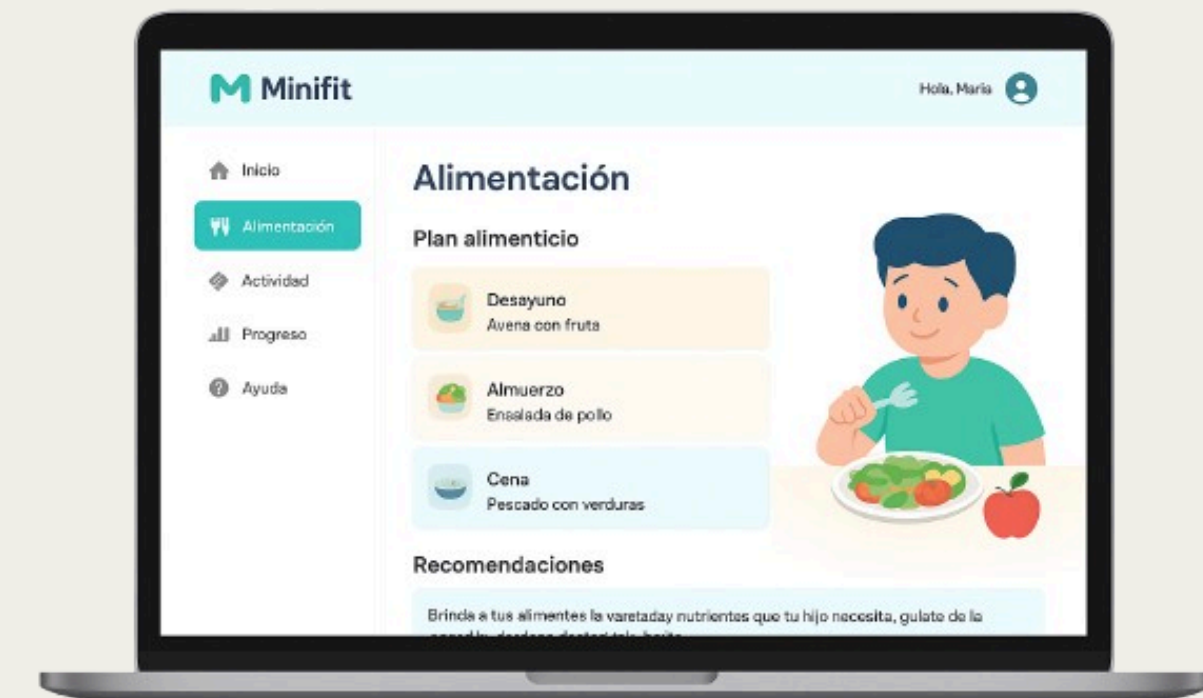 Minifit
Hola, Maria
Inicio
Alimentación
Actividad
Progreso
Ayuda
Alimentación
Plan alimenticio
Desayuno
Avena con fruta
Almuerzo
Ensalada de pollo
Cena
Pescado con verduras
Recomendaciones
Brinda a tus alimentes la varetaday nutrientes que tu hijo necesita, gulate de la